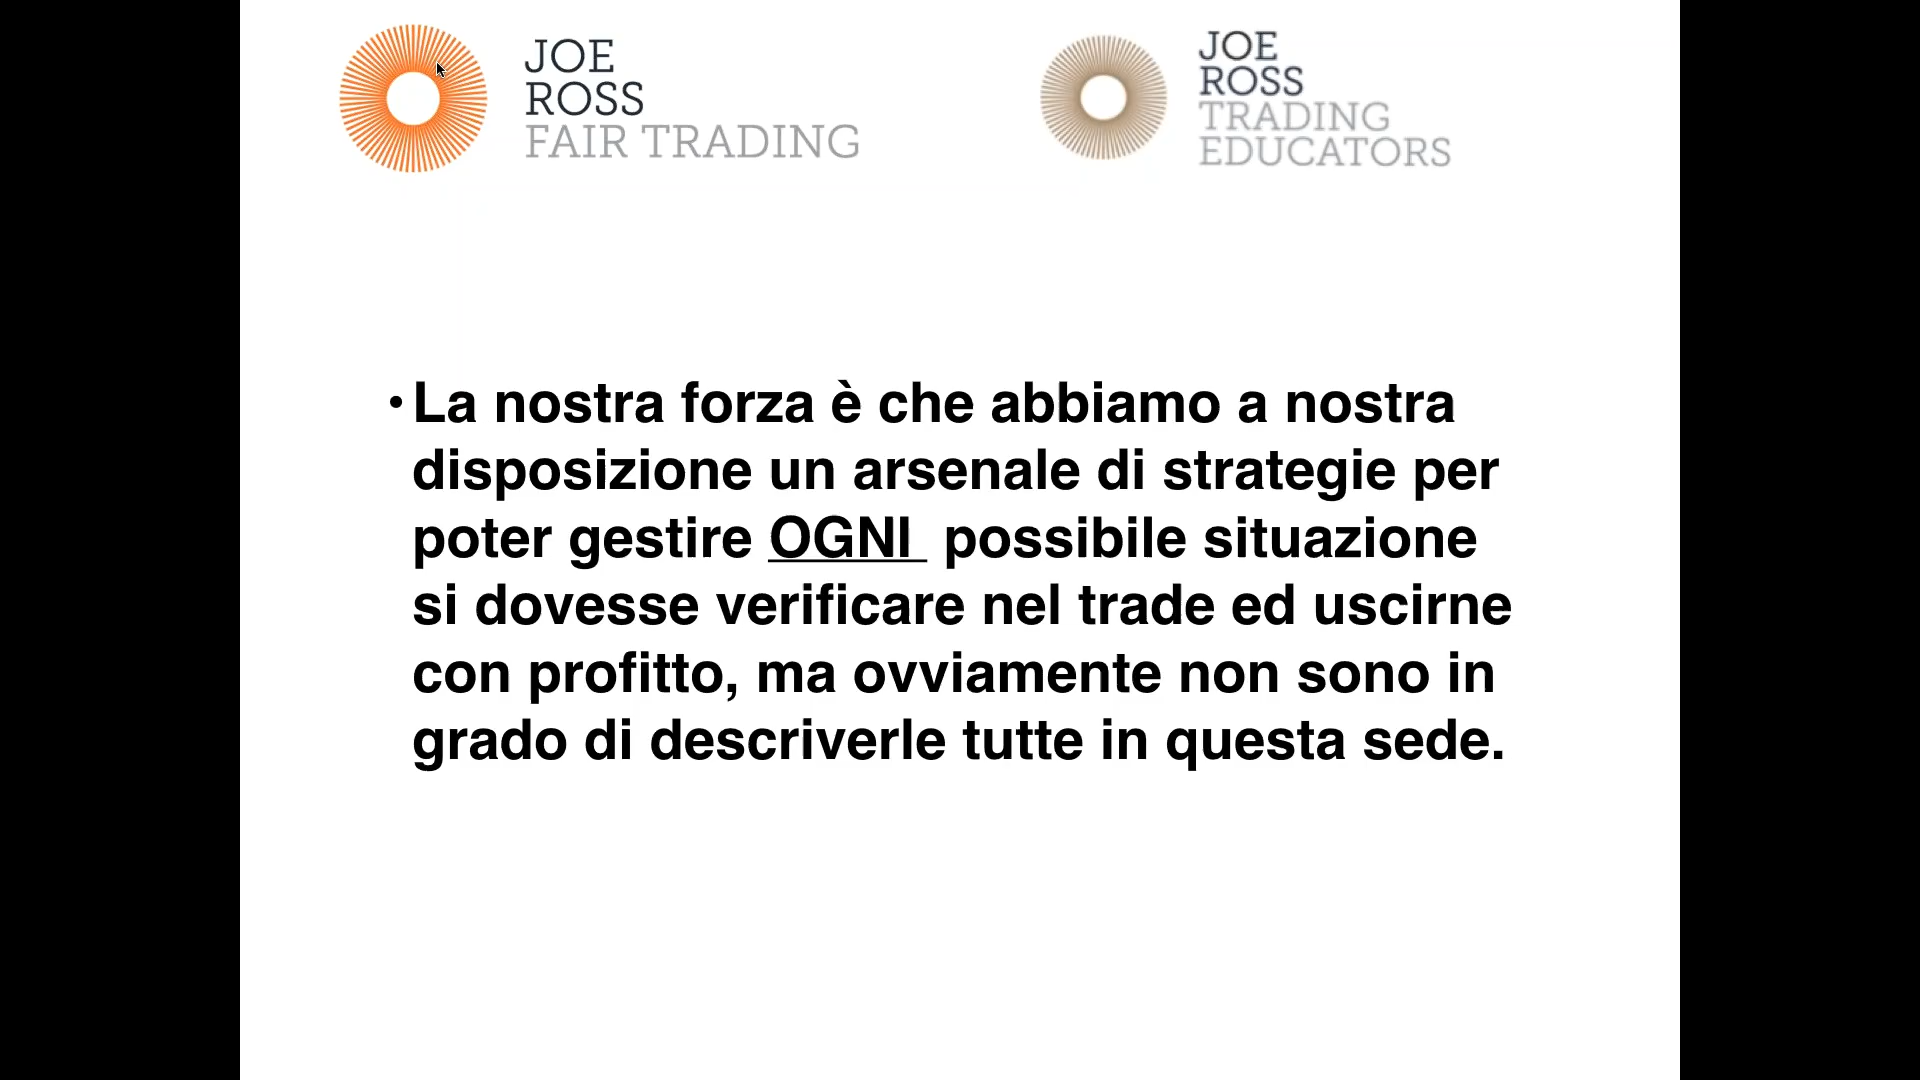 JOE
ROSS
FAIR TRADING
JOE
ROSS
TRADING
EDUCATORS
• La nostra forza è che abbiamo a nostra
disposizione un arsenale di strategie per
poter gestire OGNI possibile situazione
si dovesse verificare nel trade ed uscirne
con profitto, ma ovviamente non sono in
grado di descriverle tutte in questa sede.